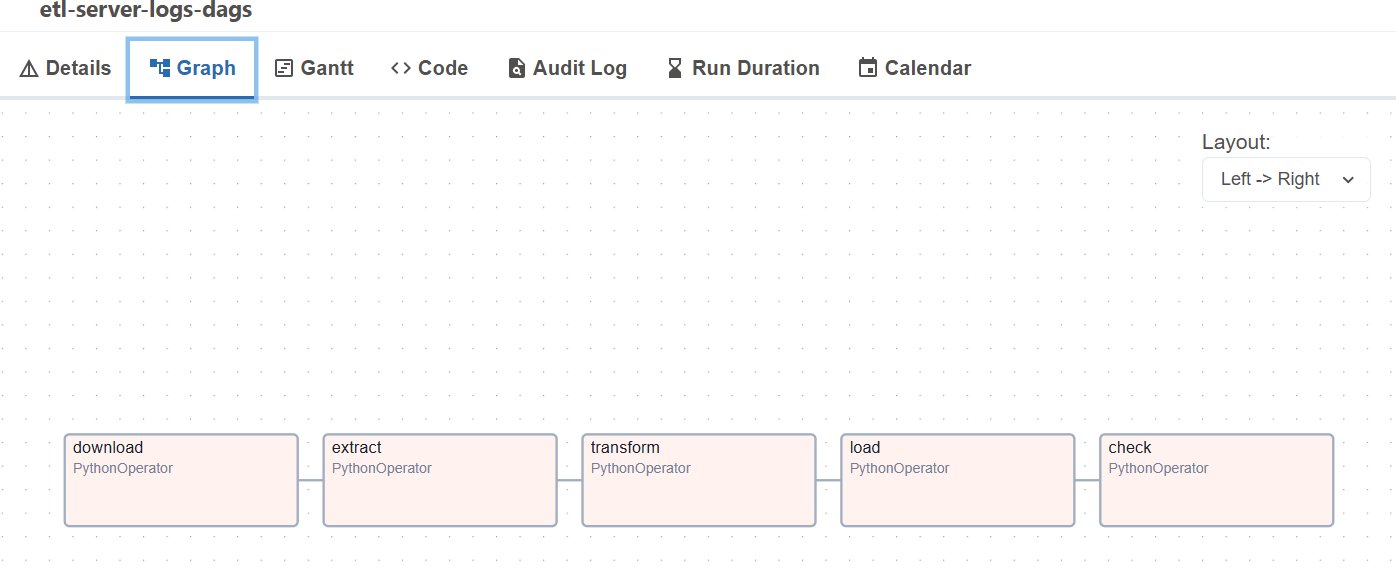 etl-server-logs-dags
Details Graph Gantt Code Audit Log Run Duration Calendar
Layout:
Left -> Right
download extract transform load check
PythonOperator PythonOperator PythonOperator PythonOperator PythonOperator